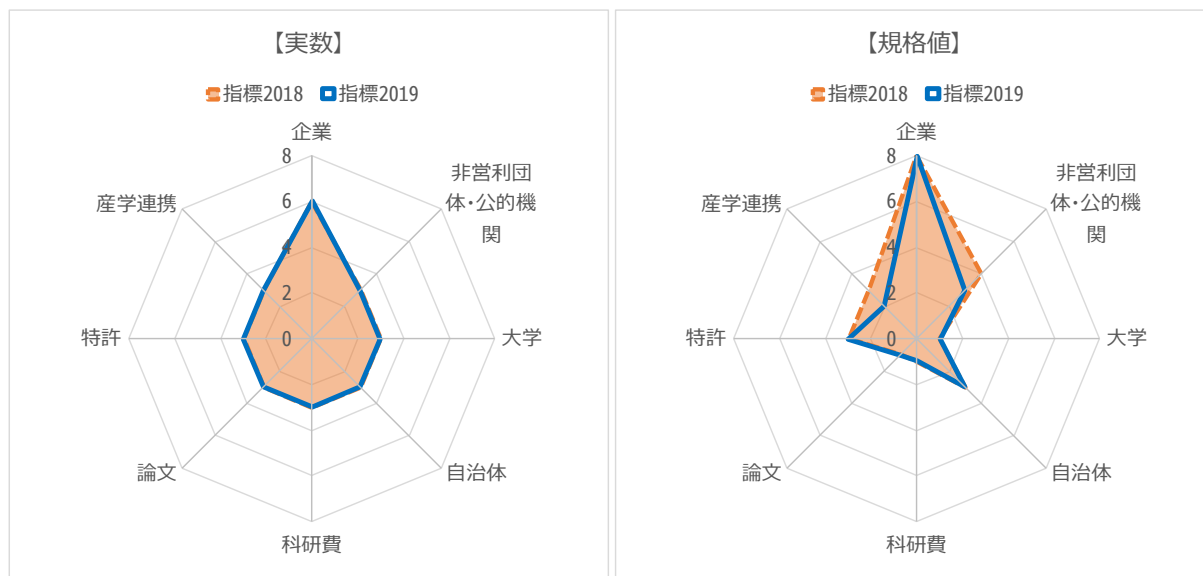 【実数】
指標2018 指標2019
企業
8
6
4
2
0
非営利団
体・公的機
関
大学
自治体
科研費
論文
特許
産学連携
【規格値】
指標2018 指標2019
企業
8
6
4
2
0
非営利団
体・公的機
関
大学
自治体
科研費
論文
特許
産学連携